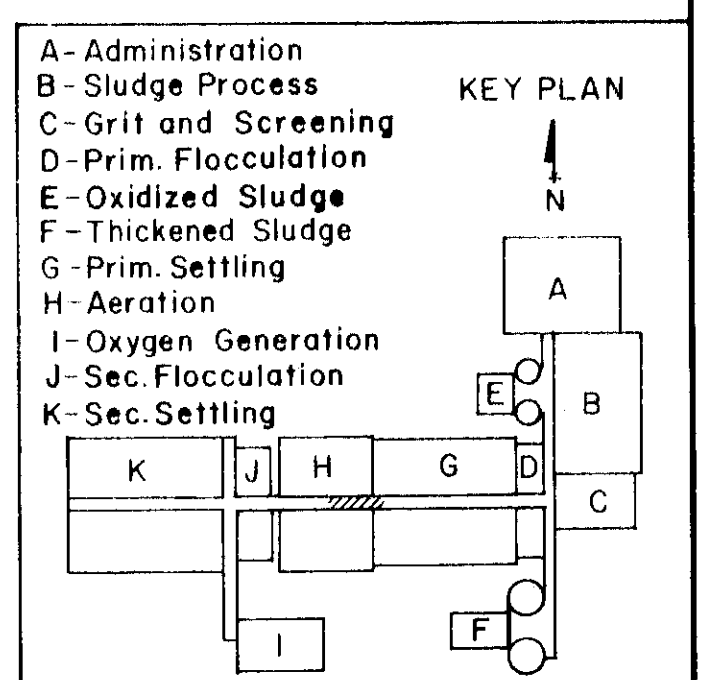 A-Administration
B-Sludge Process
KEY PLAN
C-Grit and Screening
D-Prim. Flocculation
E-Oxidized Sludge
N
F-Thickened Sludge
G-Prim. Settling
A
H-Aeration
I-Oxygen Generation
J-Sec. Flocculation
E
B
K-Sec. Settling
K
J
H
G
D
C
F
I